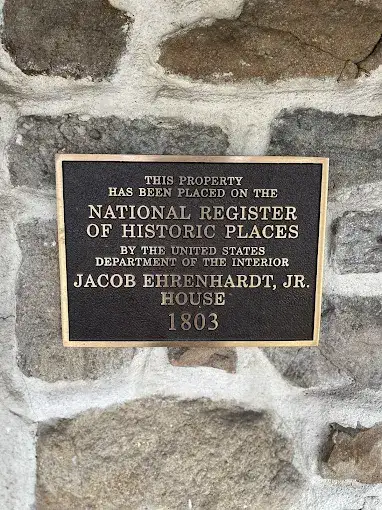 THIS PROPERTY
HAS BEEN PLACED ON THE
NATIONAL REGISTER
OF HISTORIC PLACES
BY THE UNITED STATES
DEPARTMENT OF THE INTERIOR
JACOB EHRENHARDT, JR.
HOUSE
1803